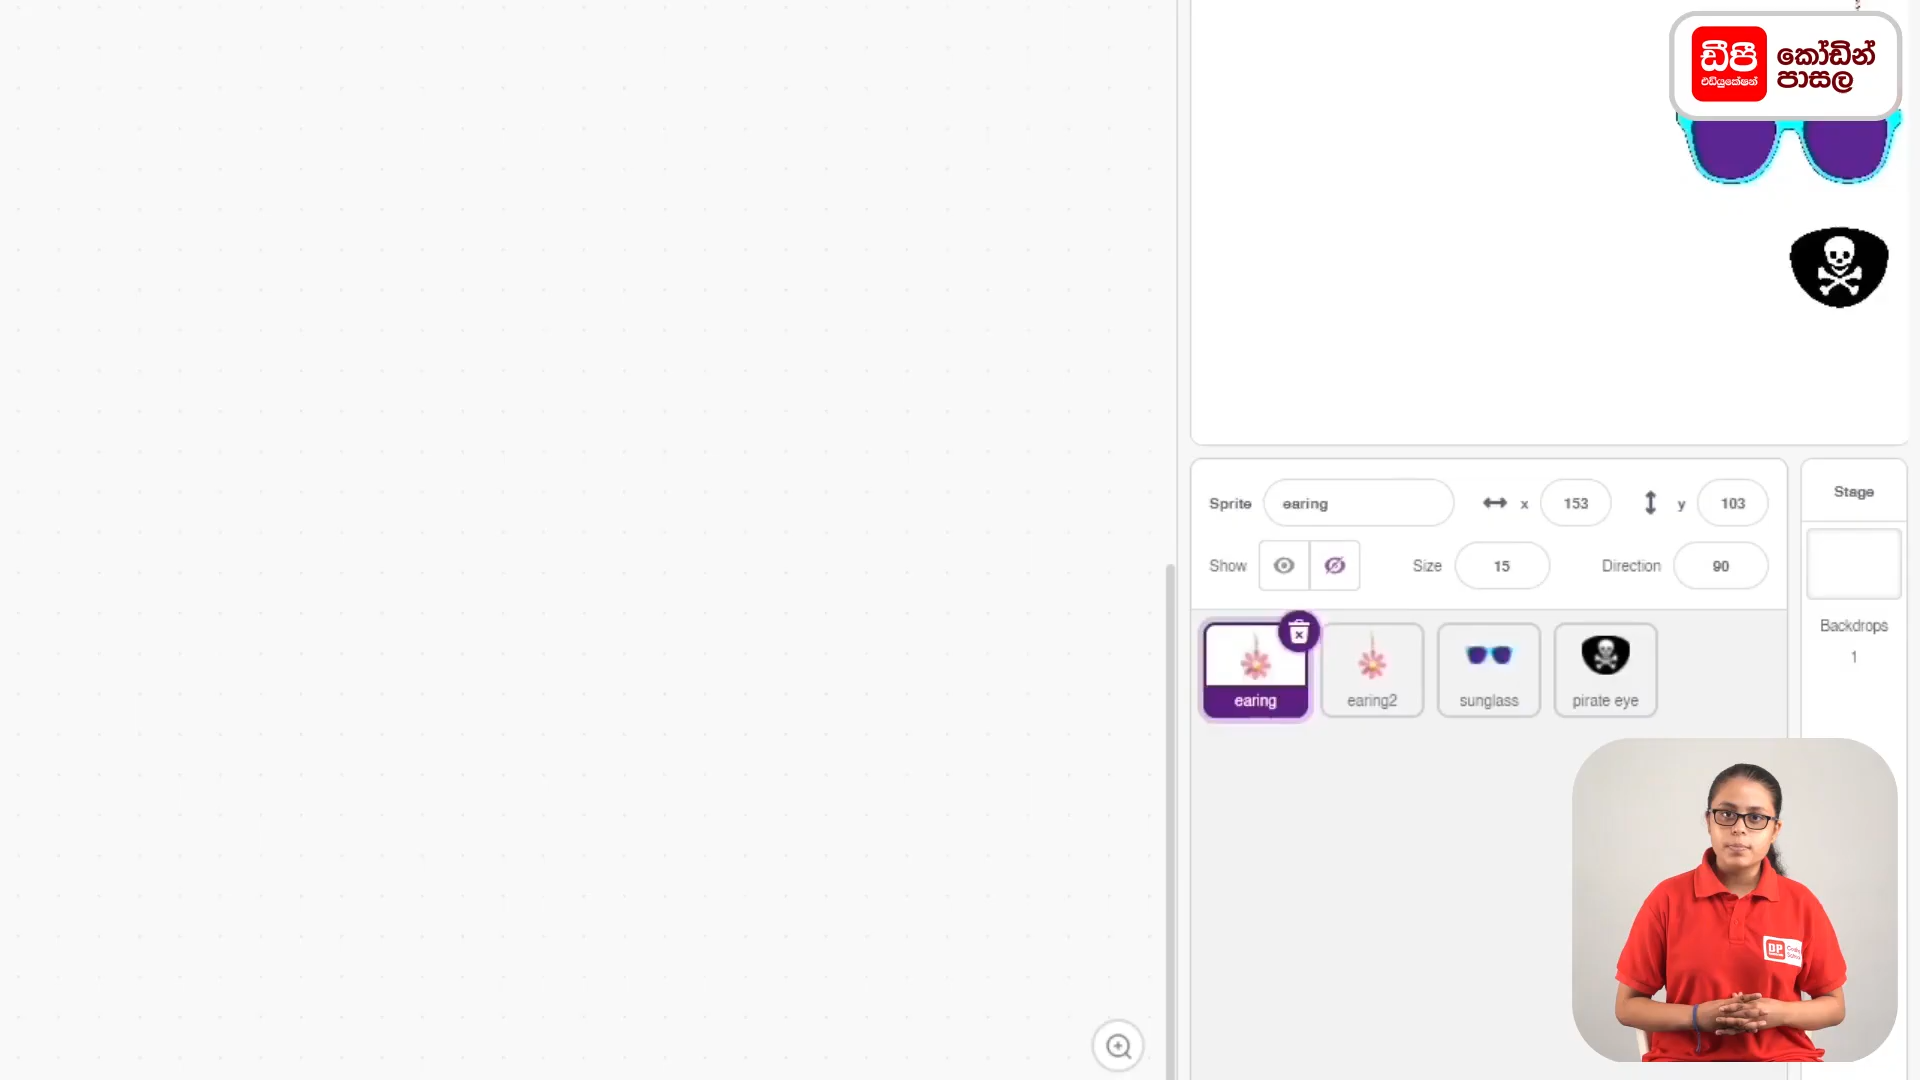 ඩීපී
එඩියුකේෂන්
කෝඩින්
පාසල
Sprite earing x 153 y 103
Show Size 15 Direction 90
earing earing2 sunglass pirate eye
Stage
Backdrops
1
DP